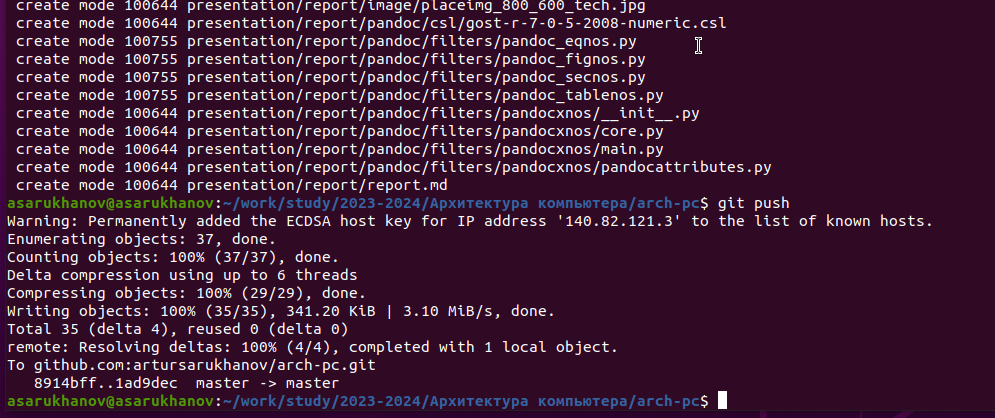 create mode 100644 presentation/report/image/placeimg_800_600_tech.jpg
create mode 100644 presentation/report/pandoc/csl/gost-r-7-0-5-2008-numeric.csl
create mode 100755 presentation/report/pandoc/filters/pandoc_eqnos.py
create mode 100755 presentation/report/pandoc/filters/pandoc_fignos.py
create mode 100755 presentation/report/pandoc/filters/pandoc_secnos.py
create mode 100755 presentation/report/pandoc/filters/pandoc_tablenos.py
create mode 100644 presentation/report/pandoc/filters/pandocxnos/__init__.py
create mode 100644 presentation/report/pandoc/filters/pandocxnos/core.py
create mode 100644 presentation/report/pandoc/filters/pandocxnos/main.py
create mode 100644 presentation/report/pandoc/filters/pandocxnos/pandocattributes.py
create mode 100644 presentation/report/report.md
asarukhanov@asarukhanov:~/work/study/2023-2024/Архитектура компьютера/arch-pc$ git push
Warning: Permanently added the ECDSA host key for IP address '140.82.121.3' to the list of known hosts.
Enumerating objects: 37, done.
Counting objects: 100% (37/37), done.
Delta compression using up to 6 threads
Compressing objects: 100% (29/29), done.
Writing objects: 100% (35/35), 341.20 KiB | 3.10 MiB/s, done.
Total 35 (delta 4), reused 0 (delta 0)
remote: Resolving deltas: 100% (4/4), completed with 1 local object.
To github.com:artursarukhanov/arch-pc.git
8914bff..1ad9dec  master -> master
asarukhanov@asarukhanov:~/work/study/2023-2024/Архитектура компьютера/arch-pc$